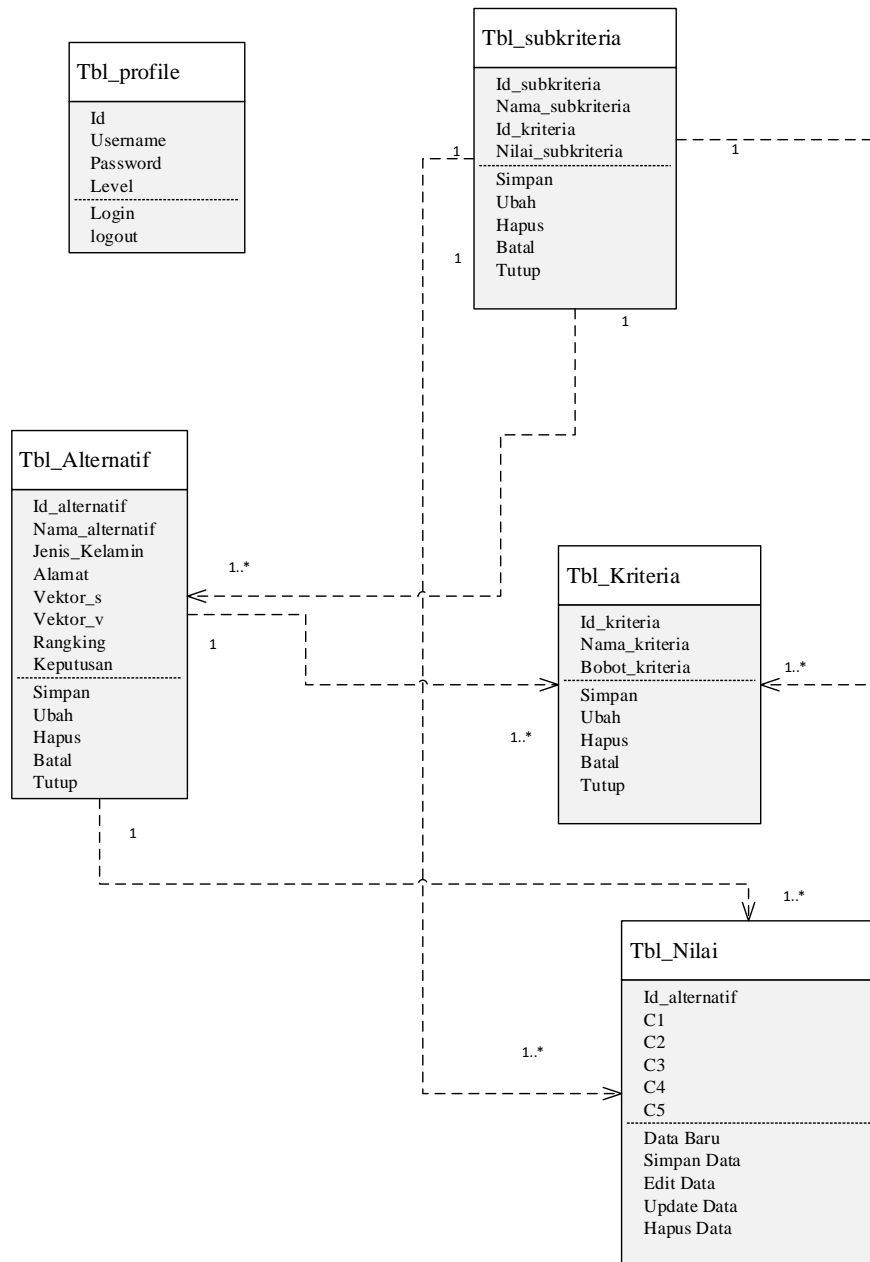 Tbl_profile
Id
Username
Password
Level
Login
logout
Tbl_subkriteria
Id_subkriteria
Nama_subkriteria
Id_kriteria
Nilai_subkriteria
Simpan
Ubah
Hapus
Batal
Tutup
1
1
1
1
Tbl_Alternatif
Id_alternatif
Nama_alternatif
Jenis_Kelamin
Alamat
Vektor_s
Vektor_v
Rangking
Keputusan
Simpan
Ubah
Hapus
Batal
Tutup
1..*
1
1
Tbl_Kriteria
Id_kriteria
Nama_kriteria
Bobot_kriteria
Simpan
Ubah
Hapus
Batal
Tutup
1..*
1..*
Tbl_Nilai
Id_alternatif
C1
C2
C3
C4
C5
Data Baru
Simpan Data
Edit Data
Update Data
Hapus Data
1..*
1..*